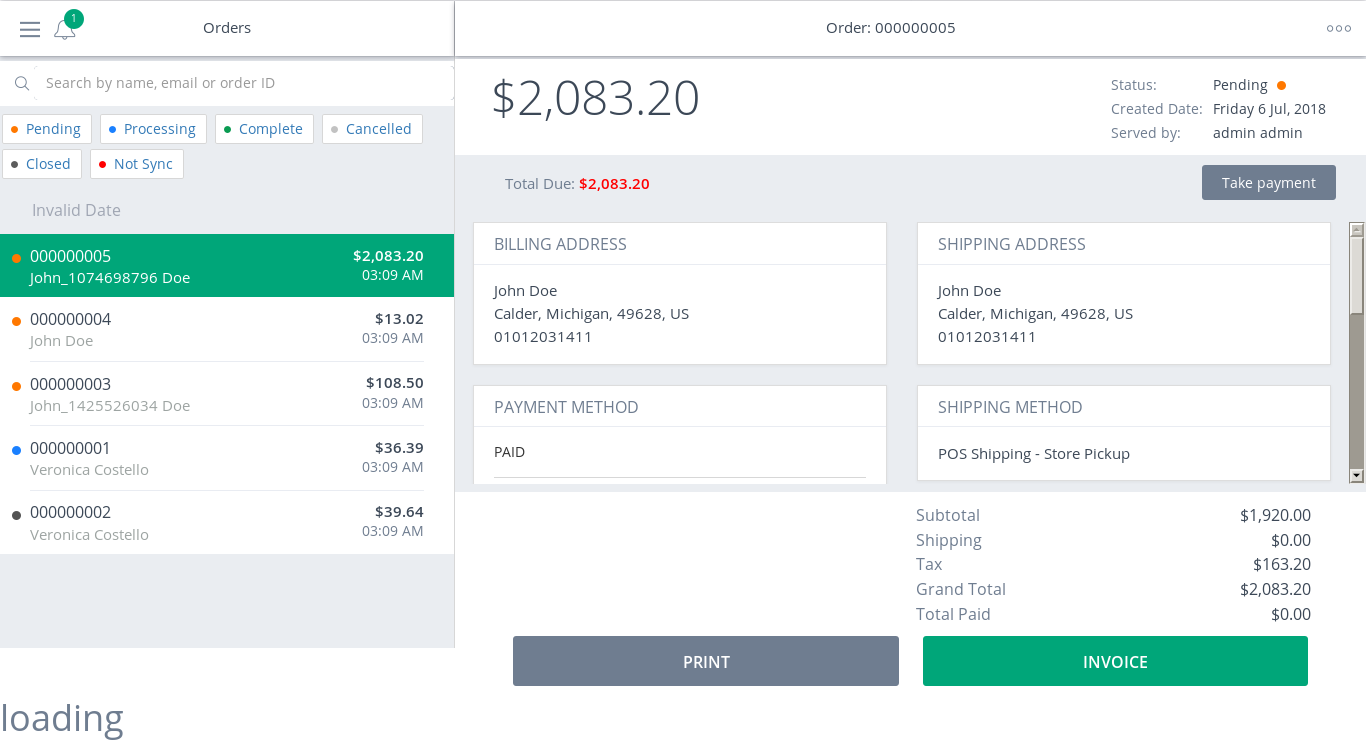 1
Orders
Order: 000000005
Search by name, email or order ID
Pending
Processing
Complete
Cancelled
Closed
Not Sync
Invalid Date
000000005 $2,083.20
John_1074698796 Doe 03:09 AM
000000004 $13.02
John Doe 03:09 AM
000000003 $108.50
John_1425526034 Doe 03:09 AM
000000001 $36.39
Veronica Costello 03:09 AM
000000002 $39.64
Veronica Costello 03:09 AM
$2,083.20
Status: Pending
Created Date: Friday 6 Jul, 2018
Served by: admin admin
Total Due: $2,083.20
Take payment
BILLING ADDRESS
John Doe
Calder, Michigan, 49628, US
01012031411
SHIPPING ADDRESS
John Doe
Calder, Michigan, 49628, US
01012031411
PAYMENT METHOD
PAID
SHIPPING METHOD
POS Shipping - Store Pickup
Subtotal $1,920.00
Shipping $0.00
Tax $163.20
Grand Total $2,083.20
Total Paid $0.00
PRINT
INVOICE
loading